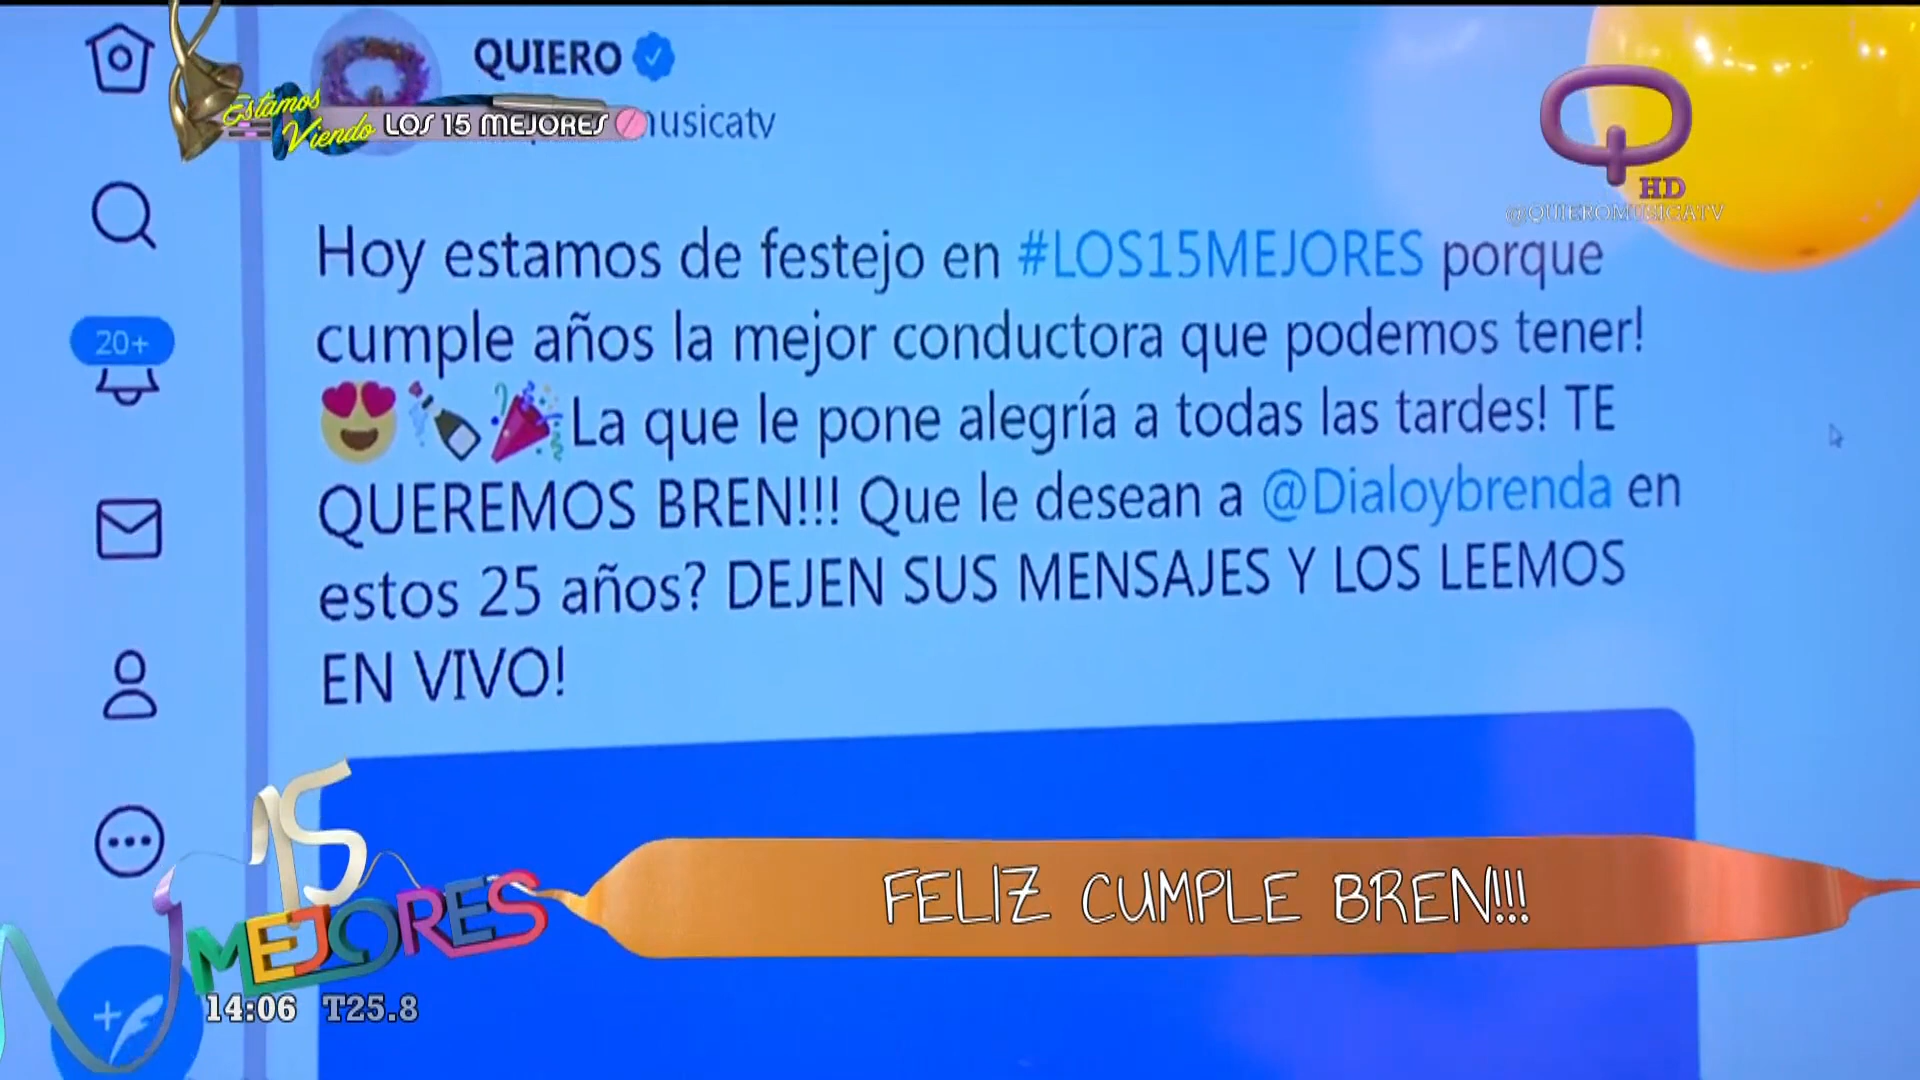 QUIERO
Estamos
Viendo LOS 15 MEJORES
musicatv
HD
@QUIEROMUSICATV
Hoy estamos de festejo en #LOS15MEJORES porque
cumple años la mejor conductora que podemos tener!
20+
😍🍾🎉La que le pone alegría a todas las tardes! TE
QUEREMOS BREN!!! Que le desean a @Dialoybrenda en
estos 25 años? DEJEN SUS MENSAJES Y LOS LEEMOS
EN VIVO!
15
MEJORES
FELIZ CUMPLE BREN!!!
14:06 T25.8